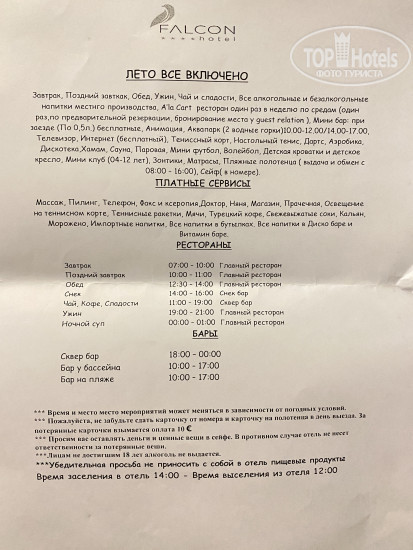 FALCON
★★★★hotel
TOPHotels
ФОТО ТУРИСТА
ЛЕТО ВСЕ ВКЛЮЧЕНО
Завтрак, Поздний завтрак, Обед, Ужин, Чай и сладости, Все алкогольные и безалкогольные
напитки местнго производства, A'la Cart ресторан один раз в неделю по средам (один
раз,по предварительной резервации, бронирование места у guest relation ), Мини бар: при
заезде (По 0,5л.) бесплатные, Анимация, Аквапарк (2 водные горки)10.00-12.00/14.00-17.00,
Телевизор, Интернет (бесплатно), Теннисный корт, Настольный тенис, Дартс, Аэробика,
Дискотека,Хамам, Сауна, Паровая, Мини футбол, Волейбол, Детская кроватки и детское
кресло, Мини клуб (04-12 лет), Зонтики, Матрасы, Пляжные полотенца ( выдача и обмен с
08:00 - 16:00), Сейф( в номере).
ПЛАТНЫЕ СЕРВИСЫ
Массаж, Пилинг, Телерон, Факс и ксеропия,Доктор, Няня, Магазин, Прачечная, Освещение
на теннисном корте, Теннисные ракетки, Мячи, Турецкий кофе, Свежевыжатые соки, Кальян,
Морожено, Импортные напитки, Все напитки в бутылках. Все напитки в Диско баре и
Витамин баре.
РЕСТОРАНЫ
Завтрак 07:00 - 10:00 Главный ресторан
Поздний завтрак 10:00 - 11:00 Главный ресторан
Обед 12:30 - 14:00 Главный ресторан
Снек 14:00 - 16:00 Снек бар
Чай, Кофе, Сладости 11:00 - 19:00 Сквер бар
Ужин 19:00 - 21:00 Главный ресторан
Ночной суп 00:00 - 01:00 Главный ресторан
БАРЫ
Сквер бар 18:00 - 00:00
Бар у бассейна 10:00 - 17:00
Бар на пляже 10:00 - 17:00
*** Время и место место мероприятий может меняться в зависимости от погодных условий.
*** Пожалуйста, не забудьте сдать карточку от номера и карточку на полотенца в день выезда. За
потерянные карточки взымается оплата 10 €
*** Просим вас оставлять деньги и ценные вещи в сейфе. В противном случае отель не несет
ответственности за потерянные вещи.
***Лицам не достигшим 18 лет алкоголь не выдается.
***Убедительная просьба не приносить с собой в отель пищевые продукты
Время заселения в отель 14:00 - Время выселения из отеля 12:00